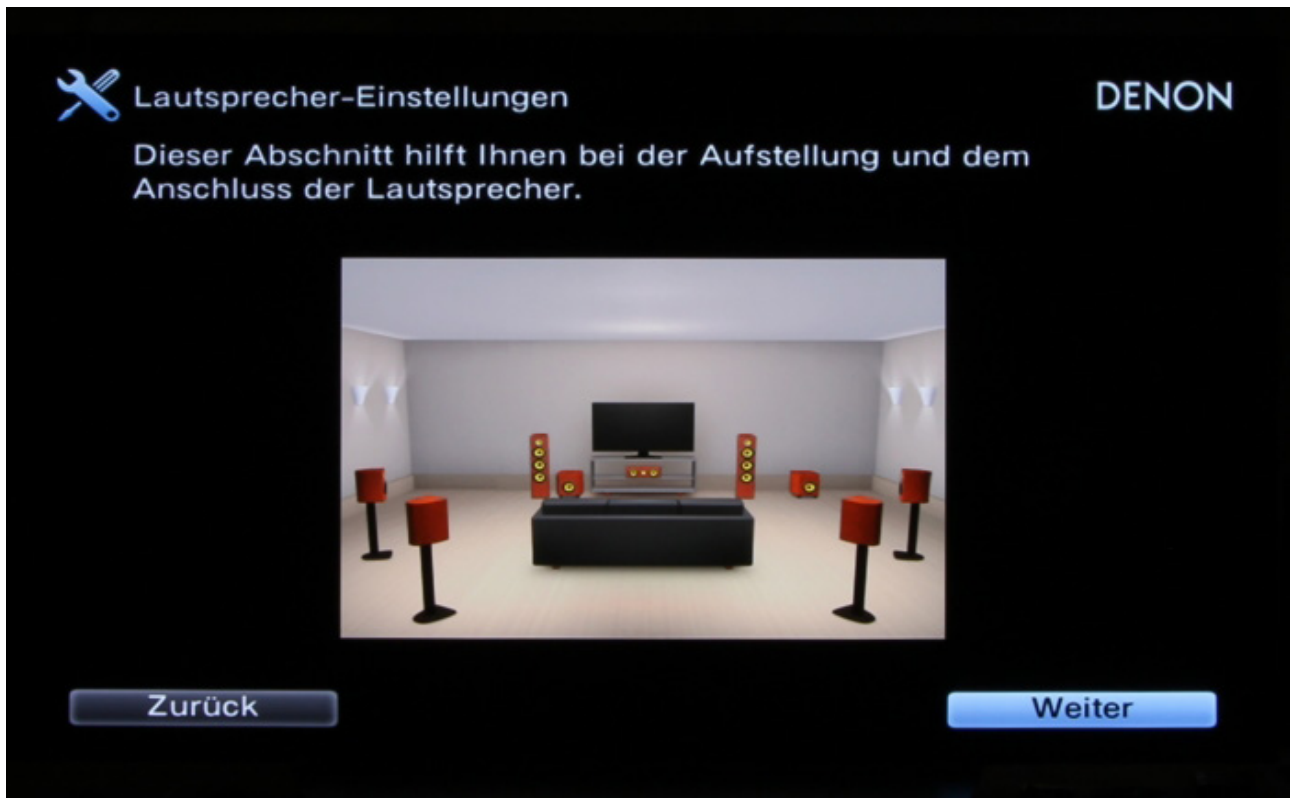 Lautsprecher-Einstellungen
DENON
Dieser Abschnitt hilft Ihnen bei der Aufstellung und dem
Anschluss der Lautsprecher.
Zurück
Weiter